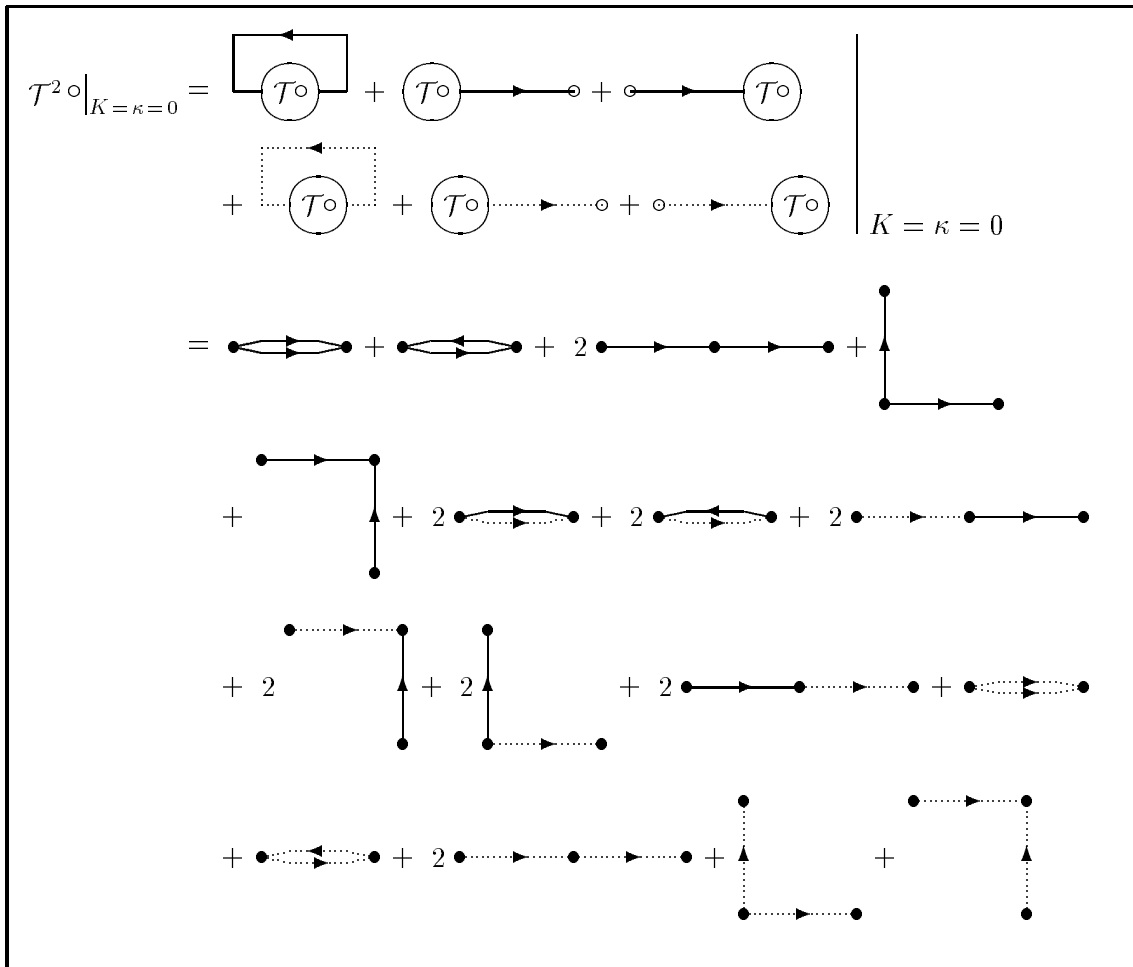 𝒯² ∘|_{K=κ=0} = 𝒯∘ + 𝒯∘ + 𝒯∘
+ 𝒯∘ + 𝒯∘ + 𝒯∘ K = κ = 0
= + + 2 +
+ + 2 + 2 + 2
+ 2 + 2 + 2 +
+ + 2 + +